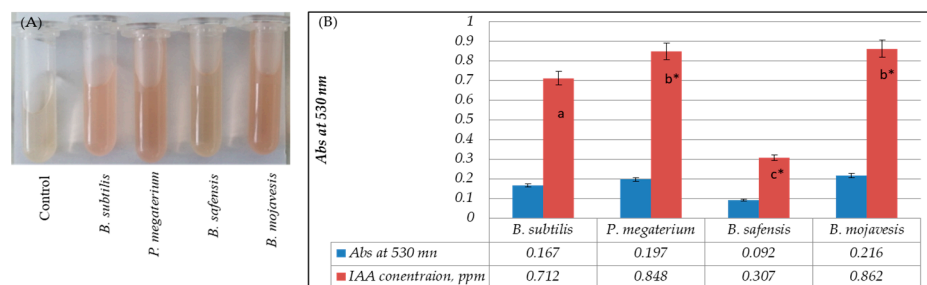 (A)
Control
B. subtilis
P. megaterium
B. safensis
B. mojavesis
(B)
Abs at 530 nm
1
0.9
0.8
0.7
0.6
0.5
0.4
0.3
0.2
0.1
0
a
b*
c*
b*
B. subtilis P. megaterium B. safensis B. mojavesis
Abs at 530 mn 0.167 0.197 0.092 0.216
IAA conentraion, ppm 0.712 0.848 0.307 0.862